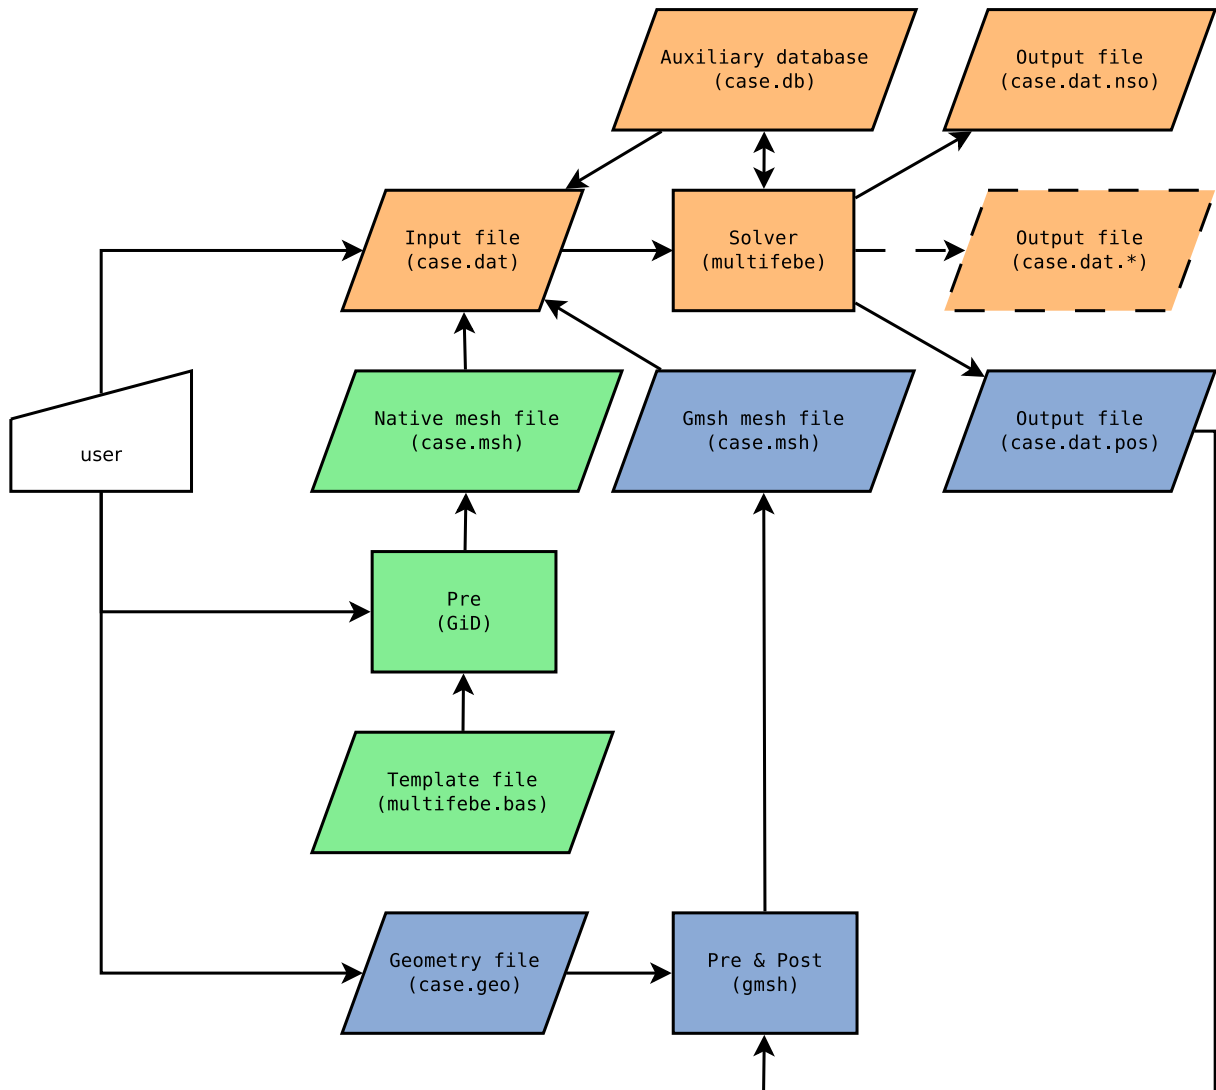 Auxiliary database
(case.db)
Output file
(case.dat.nso)
Input file
(case.dat)
Solver
(multifebe)
Output file
(case.dat.*)
user
Native mesh file
(case.msh)
Gmsh mesh file
(case.msh)
Output file
(case.dat.pos)
Pre
(GiD)
Template file
(multifebe.bas)
Geometry file
(case.geo)
Pre & Post
(gmsh)